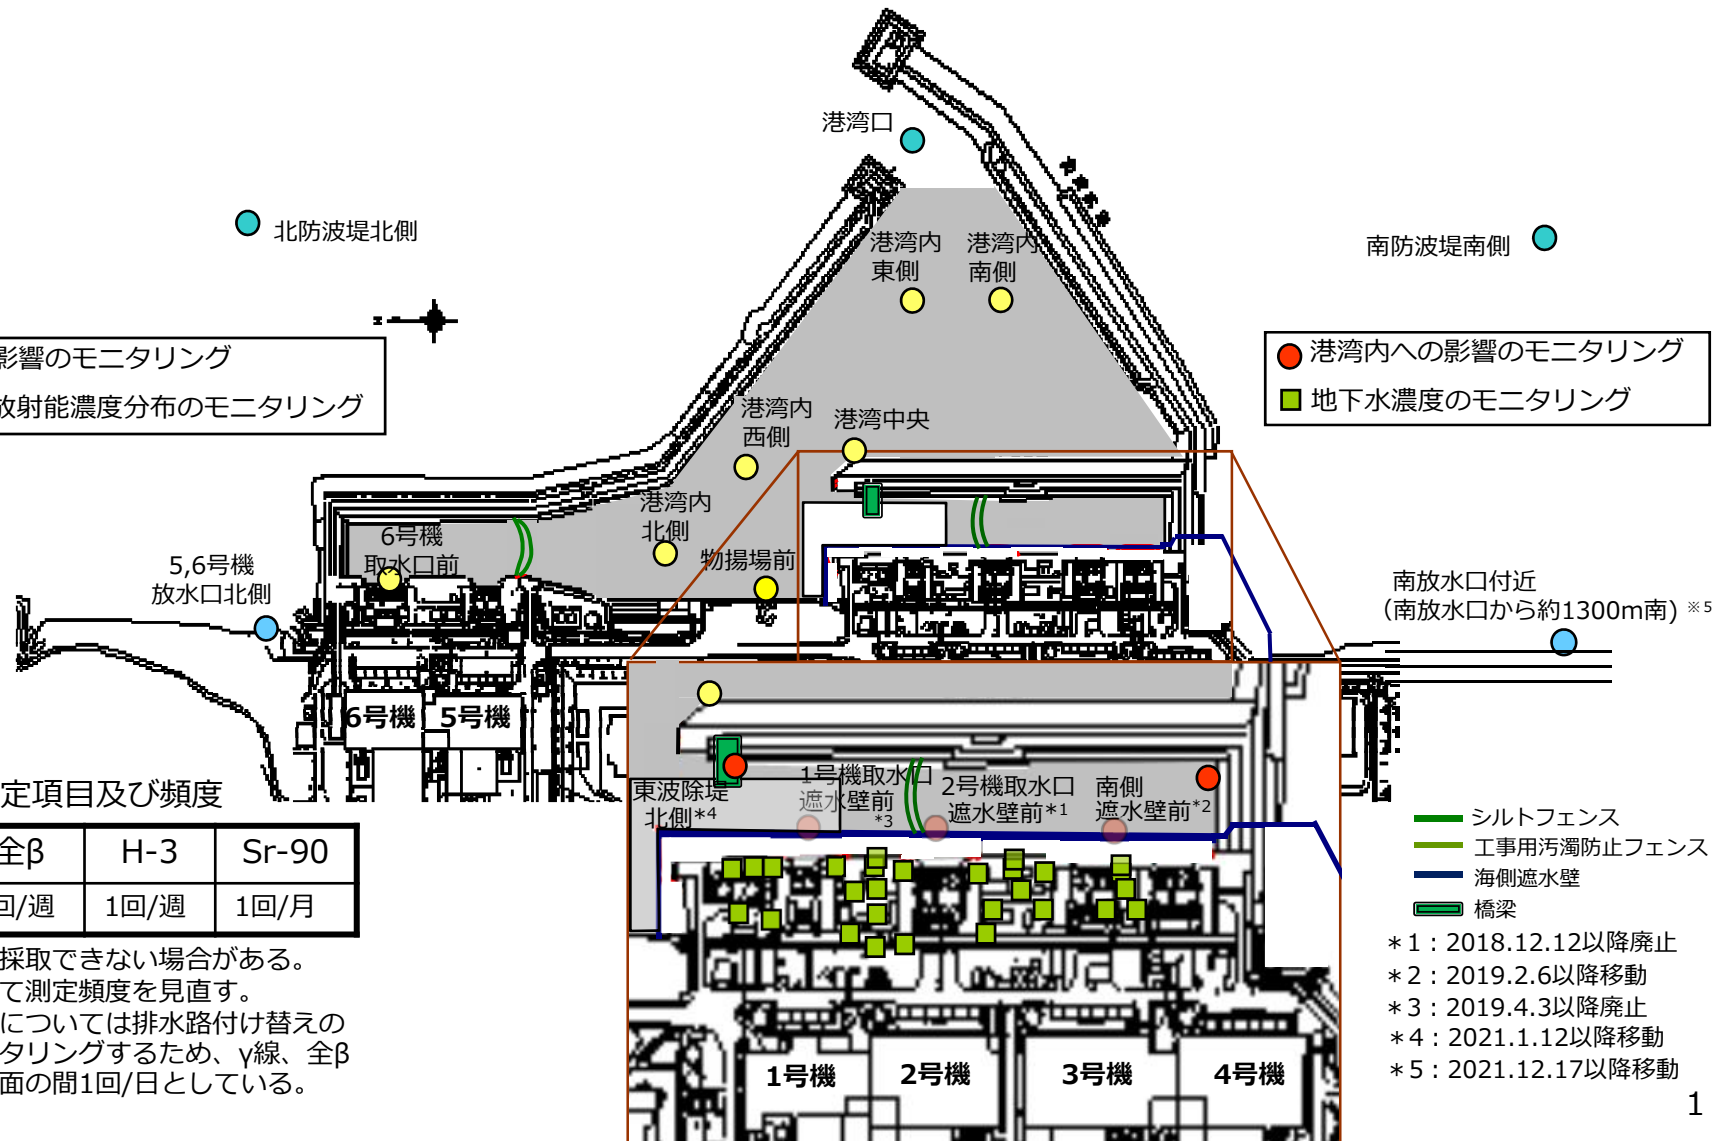 港湾口
北防波堤北側
港湾内
東側
港湾内
南側
南防波堤南側
影響のモニタリング
放射能濃度分布のモニタリング
港湾内への影響のモニタリング
地下水濃度のモニタリング
港湾内
西側
港湾中央
港湾内
北側
物揚場前
6号機
取水口前
5,6号機
放水口北側
南放水口付近
（南放水口から約1300m南）※5
6号機
5号機
東波除堤
北側*4
1号機取水口
遮水壁前
*3
2号機取水口
遮水壁前*1
南側
遮水壁前*2
定項目及び頻度
全β H-3 Sr-90
回/週 1回/週 1回/月
採取できない場合がある。
て測定頻度を見直す。
については排水路付け替えの
タリングするため、γ線、全β
面の間1回/日としている。
1号機
2号機
3号機
4号機
シルトフェンス
工事用汚濁防止フェンス
海側遮水壁
橋梁
＊1：2018.12.12以降廃止
＊2：2019.2.6以降移動
＊3：2019.4.3以降廃止
＊4：2021.1.12以降移動
＊5：2021.12.17以降移動
1